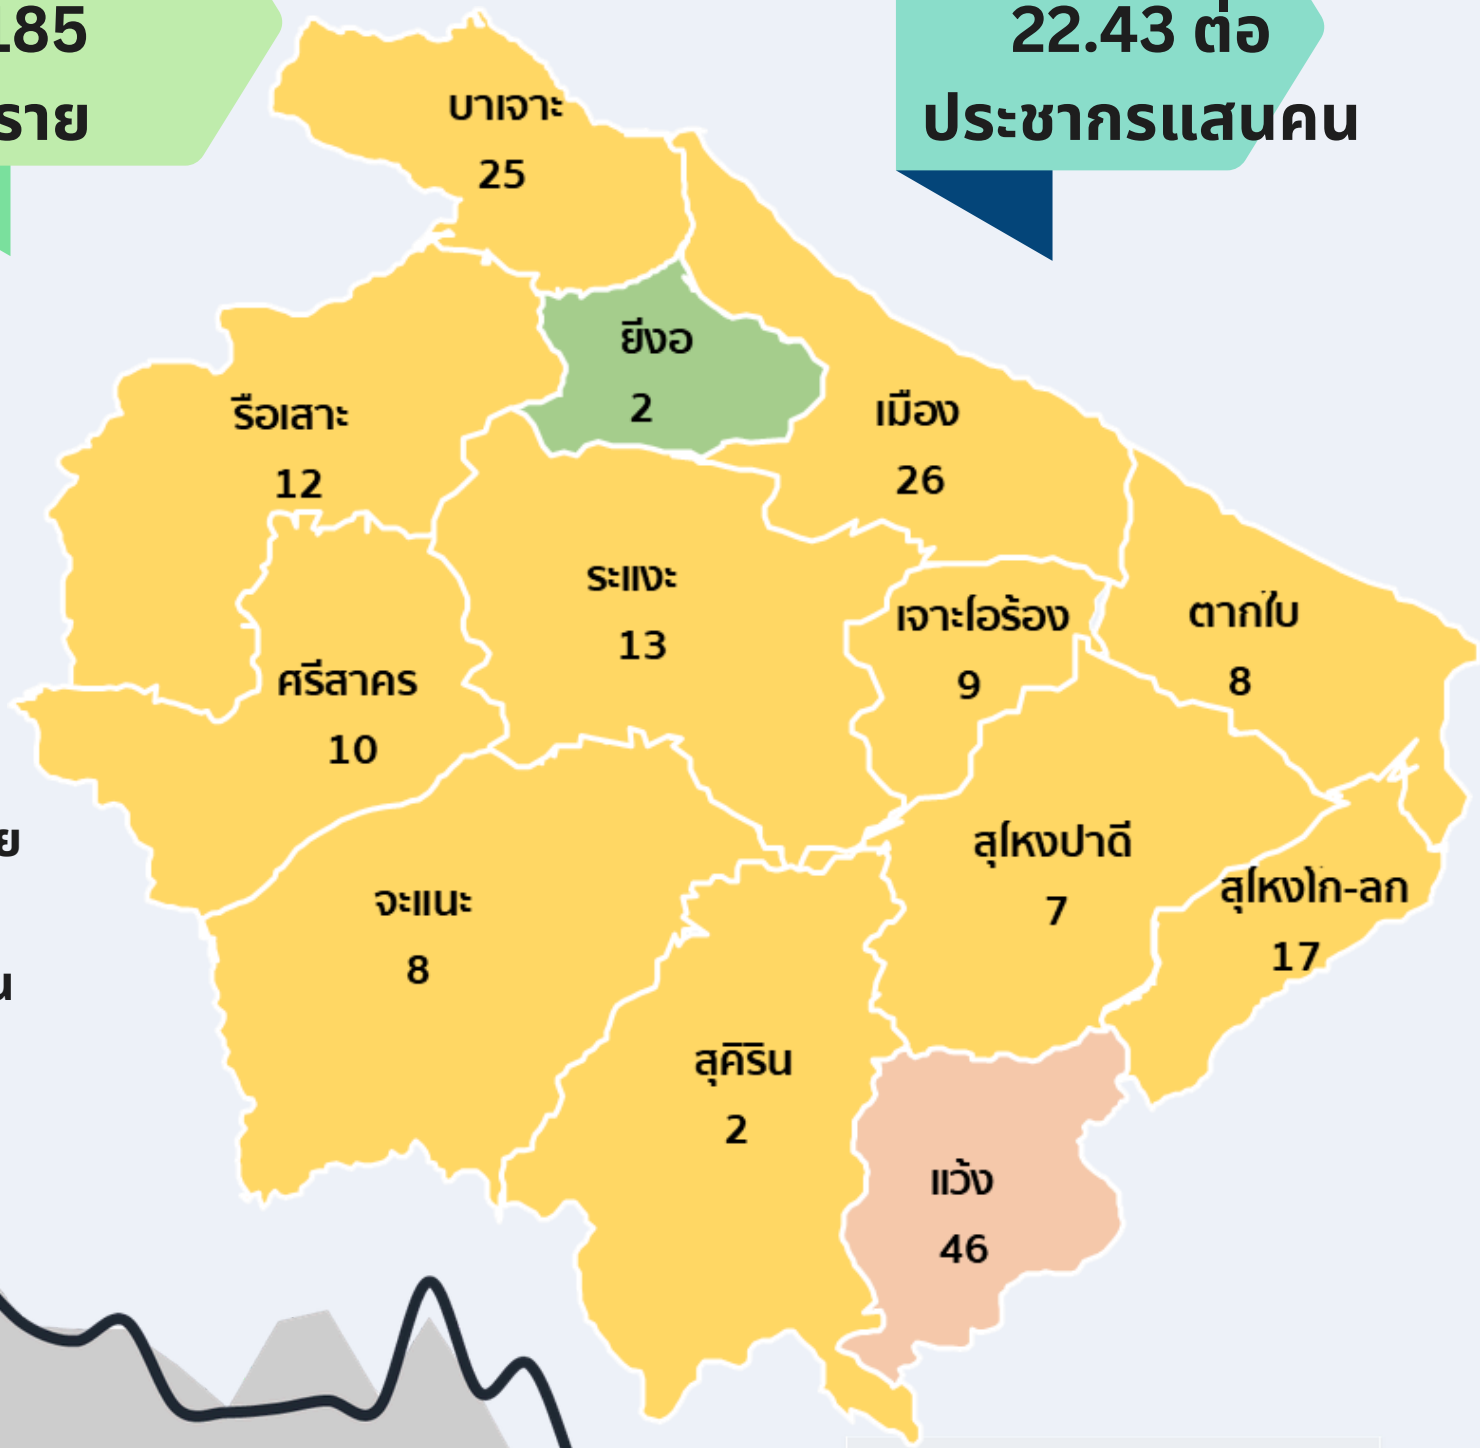 185
ราย
22.43 ต่อ
ประชากรแสนคน
บาเจาะ
25
ยี่งอ
2
รือเสาะ
12
เมือง
26
ระแงะ
13
เจาะไอร้อง
9
ตากใบ
8
ศรีสาคร
10
สุไหงปาดี
7
สุไหงโก-ลก
17
จะแนะ
8
สุคิริน
2
แว้ง
46
ย
น